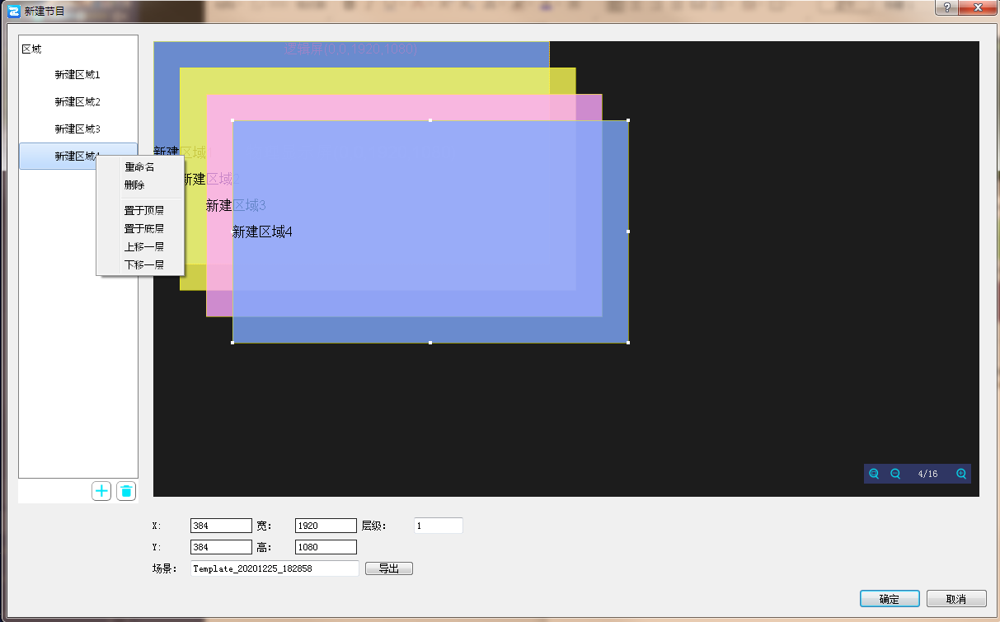 新建节目
?
区域
新建区域1
新建区域2
新建区域3
新建区域4
重命名
删除
置于顶层
置于底层
上移一层
下移一层
逻辑屏(0,0,1920,1080)
新建区域1
新建区域2
新建区域3
新建区域4
4/16
X: 384 宽: 1920 层级: 1
Y: 384 高: 1080
场景: Template_20201225_182858 导出
确定 取消